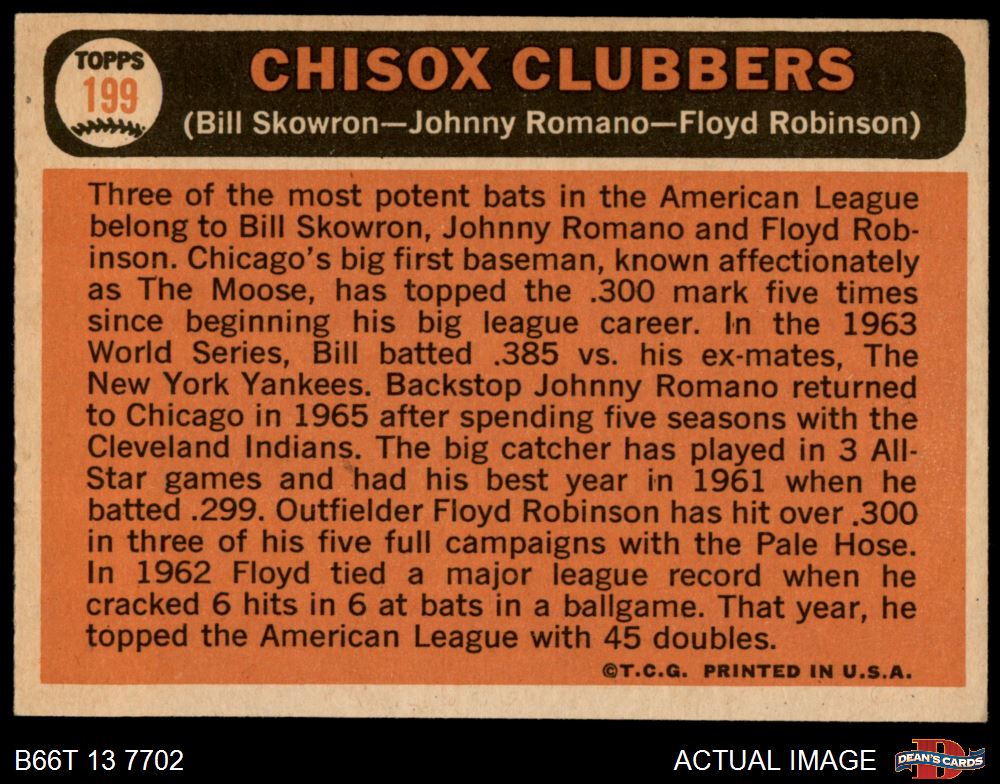 TOPPS
199
CHISOX CLUBBERS
(Bill Skowron—Johnny Romano—Floyd Robinson)
Three of the most potent bats in the American League
belong to Bill Skowron, Johnny Romano and Floyd Rob-
inson. Chicago's big first baseman, known affectionately
as The Moose, has topped the .300 mark five times
since beginning his big league career. In the 1963
World Series, Bill batted .385 vs. his ex-mates, The
New York Yankees. Backstop Johnny Romano returned
to Chicago in 1965 after spending five seasons with the
Cleveland Indians. The big catcher has played in 3 All-
Star games and had his best year in 1961 when he
batted .299. Outfielder Floyd Robinson has hit over .300
in three of his five full campaigns with the Pale Hose.
In 1962 Floyd tied a major league record when he
cracked 6 hits in 6 at bats in a ballgame. That year, he
topped the American League with 45 doubles.
©T.C.G. PRINTED IN U.S.A.
B66T 13 7702
ACTUAL IMAGE
D
DEAN'S CARDS